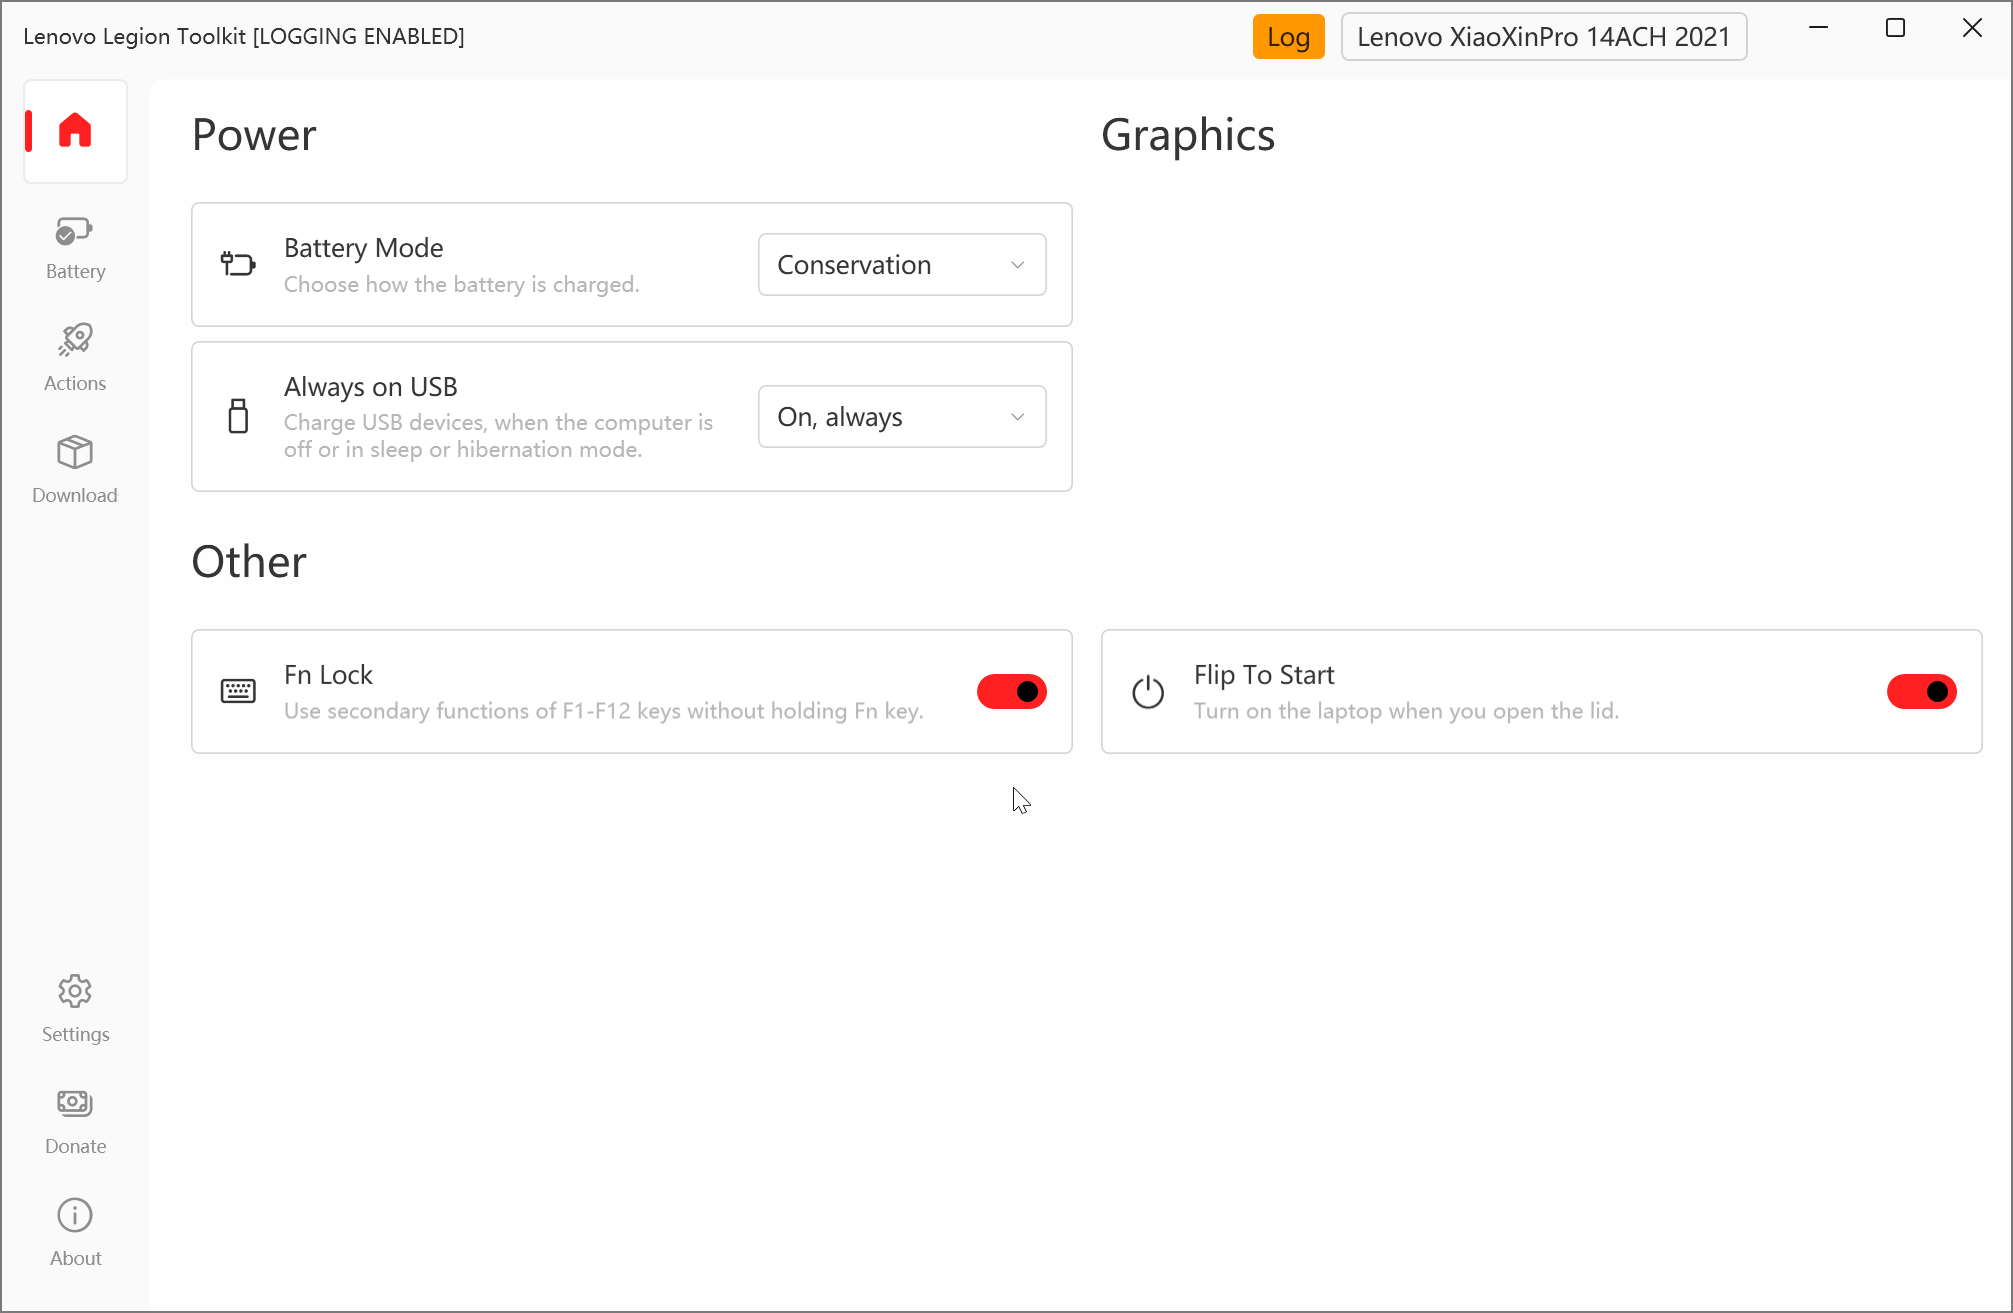 Lenovo Legion Toolkit [LOGGING ENABLED]
Log
Lenovo XiaoXinPro 14ACH 2021
Battery
Actions
Download
Settings
Donate
About
Power
Battery Mode
Choose how the battery is charged.
Conservation
Always on USB
Charge USB devices, when the computer is
off or in sleep or hibernation mode.
On, always
Graphics
Other
Fn Lock
Use secondary functions of F1-F12 keys without holding Fn key.
Flip To Start
Turn on the laptop when you open the lid.